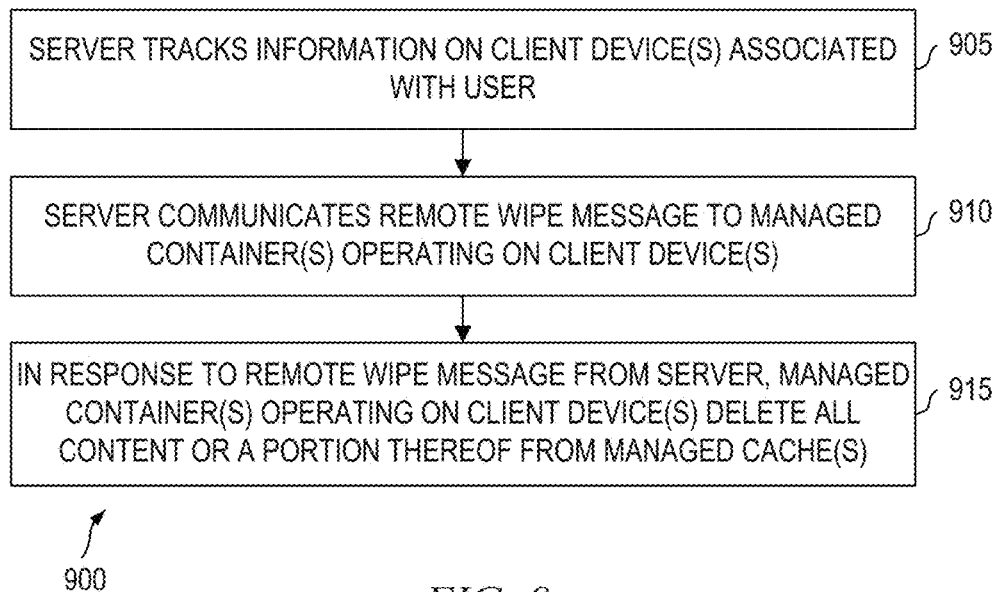 SERVER TRACKS INFORMATION ON CLIENT DEVICE(S) ASSOCIATED
WITH USER
905
SERVER COMMUNICATES REMOTE WIPE MESSAGE TO MANAGED
CONTAINER(S) OPERATING ON CLIENT DEVICE(S)
910
IN RESPONSE TO REMOTE WIPE MESSAGE FROM SERVER, MANAGED
CONTAINER(S) OPERATING ON CLIENT DEVICE(S) DELETE ALL
CONTENT OR A PORTION THEREOF FROM MANAGED CACHE(S)
915
900
FIG.